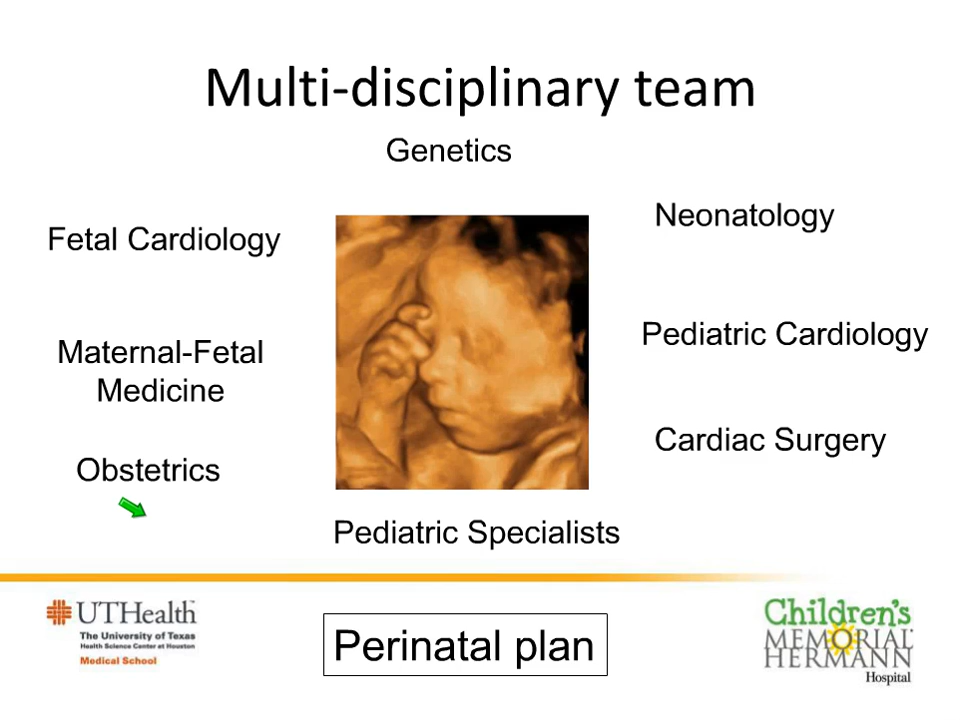 Multi-disciplinary team
Genetics
Neonatology
Fetal Cardiology
Pediatric Cardiology
Maternal-Fetal
Medicine
Cardiac Surgery
Obstetrics
Pediatric Specialists
UTHealth
The University of Texas
Health Science Center at Houston
Medical School
Perinatal plan
Children's
MEMORIAL
HERMANN
Hospital